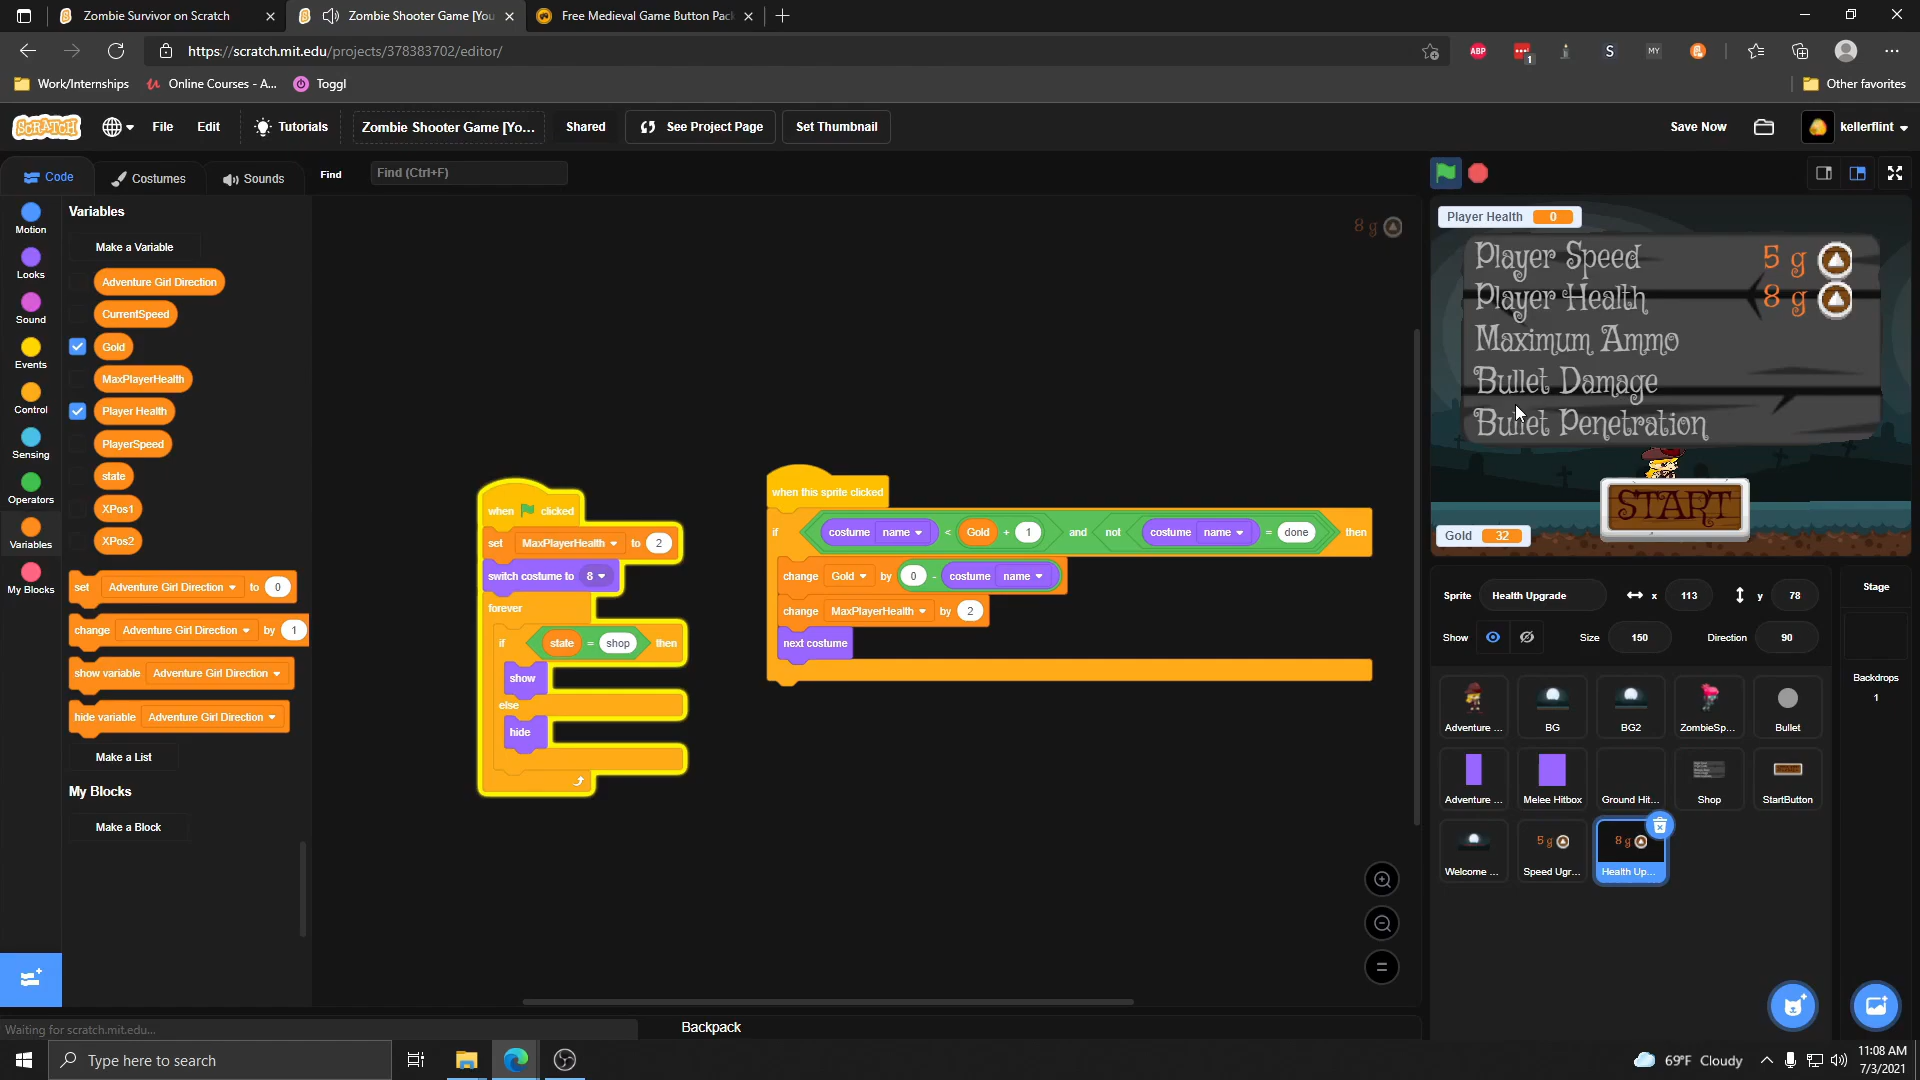 Zombie Survivor on Scratch
Zombie Shooter Game [You
Free Medieval Game Button Pack
https://scratch.mit.edu/projects/378383702/editor/
ABP
1
S
MY
Work/Internships
Online Courses - A...
Toggl
Other favorites
SCRATCH
File
Edit
Tutorials
Zombie Shooter Game [Yo...
Shared
See Project Page
Set Thumbnail
Save Now
kellerflint
Code
Costumes
Sounds
Find
Find (Ctrl+F)
Motion
Looks
Sound
Events
Control
Sensing
Operators
Variables
My Blocks
Variables
Make a Variable
Adventure Girl Direction
CurrentSpeed
Gold
MaxPlayerHealth
Player Health
PlayerSpeed
state
XPos1
XPos2
set Adventure Girl Direction to 0
change Adventure Girl Direction by 1
show variable Adventure Girl Direction
hide variable Adventure Girl Direction
Make a List
My Blocks
Make a Block
8 g
when clicked
set MaxPlayerHealth to 2
switch costume to 8
forever
if state = shop then
show
else
hide
when this sprite clicked
if costume name < Gold + 1 and not costume name = done then
change Gold by 0 - costume name
change MaxPlayerHealth by 2
next costume
Player Health 0
Player Speed 5 g
Player Health 8 g
Maximum Ammo
Bullet Damage
Bullet Penetration
START
Gold 32
Sprite Health Upgrade x 113 y 78
Show Size 150 Direction 90
Stage
Backdrops
1
Adventure ...
BG
BG2
ZombieSp...
Bullet
Adventure ...
Melee Hitbox
Ground Hit...
Shop
StartButton
Welcome ...
5 g
Speed Ugr...
8 g
Health Up...
Waiting for scratch.mit.edu...
Backpack
Type here to search
69°F Cloudy
11:08 AM
7/3/2021